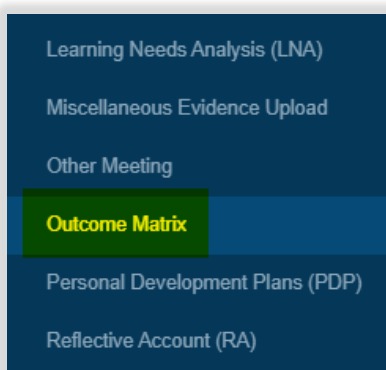 Learning Needs Analysis (LNA)
Miscellaneous Evidence Upload
Other Meeting
Outcome Matrix
Personal Development Plans (PDP)
Reflective Account (RA)